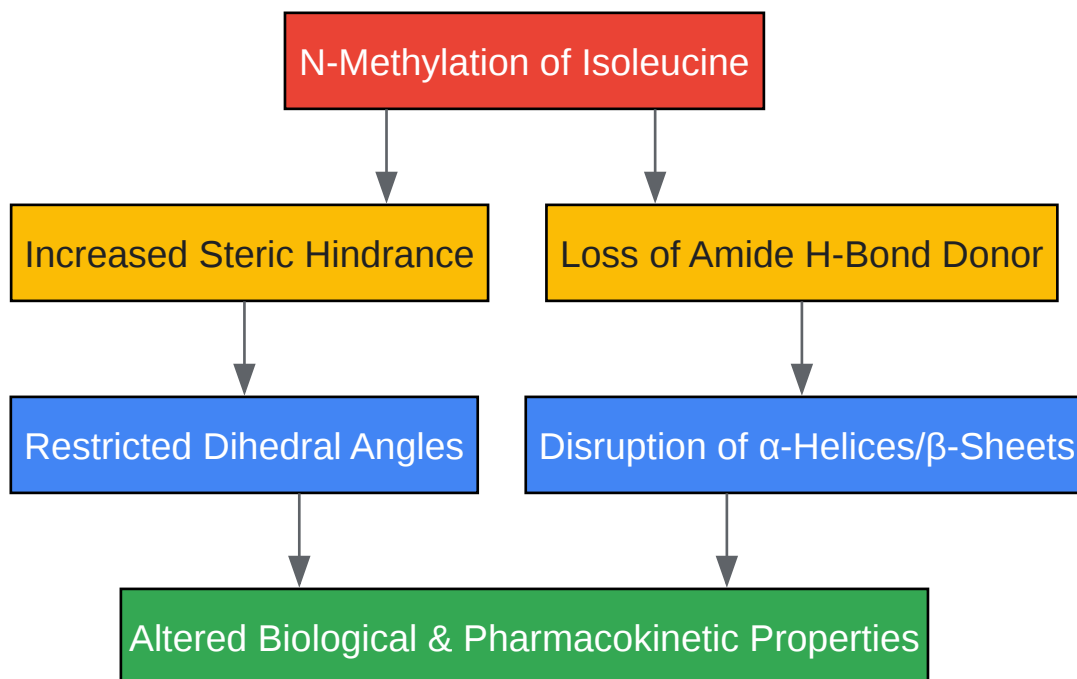 N-Methylation of Isoleucine
Increased Steric Hindrance
Loss of Amide H-Bond Donor
Restricted Dihedral Angles
Disruption of α-Helices/β-Sheets
Altered Biological & Pharmacokinetic Properties